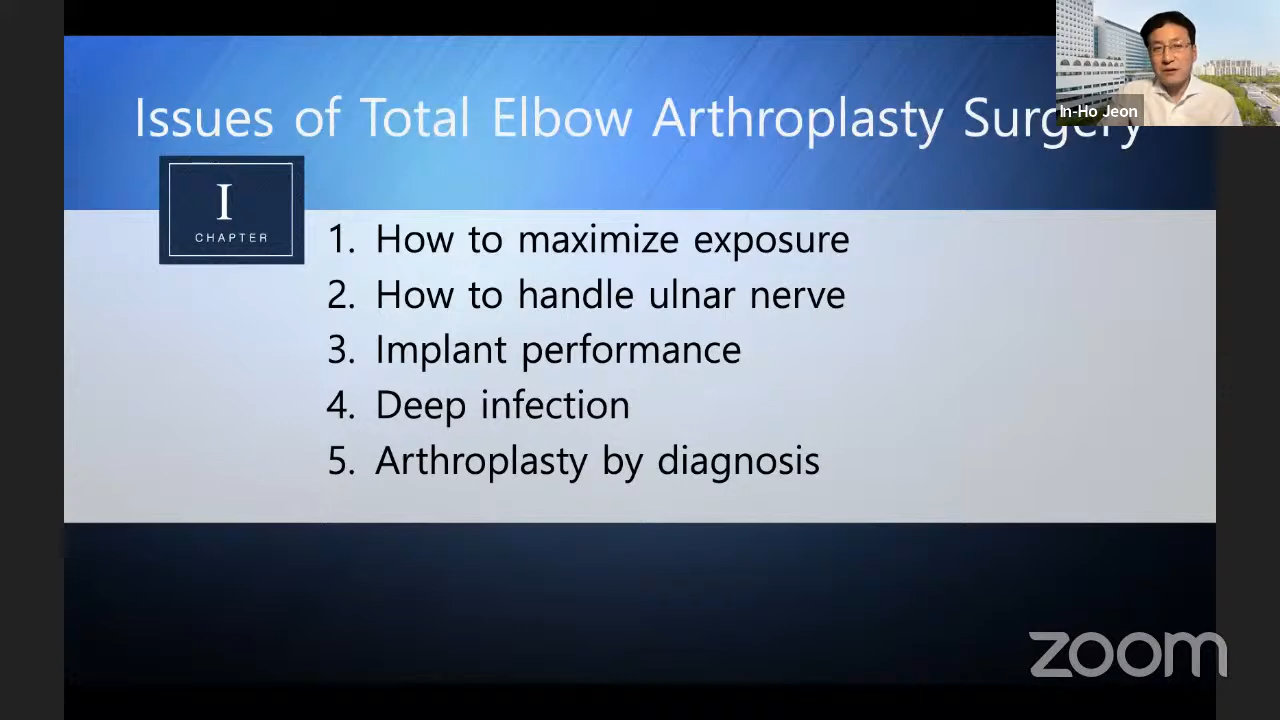 Issues of Total Elbow Arthroplasty Surgery
In-Ho Jeon
I
CHAPTER
1. How to maximize exposure
2. How to handle ulnar nerve
3. Implant performance
4. Deep infection
5. Arthroplasty by diagnosis
zoom